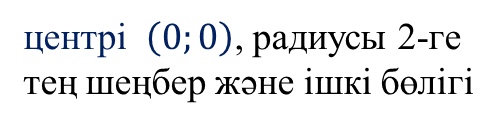 центрі (0; 0), радиусы 2-ге
тең шеңбер және ішкі бөлігі